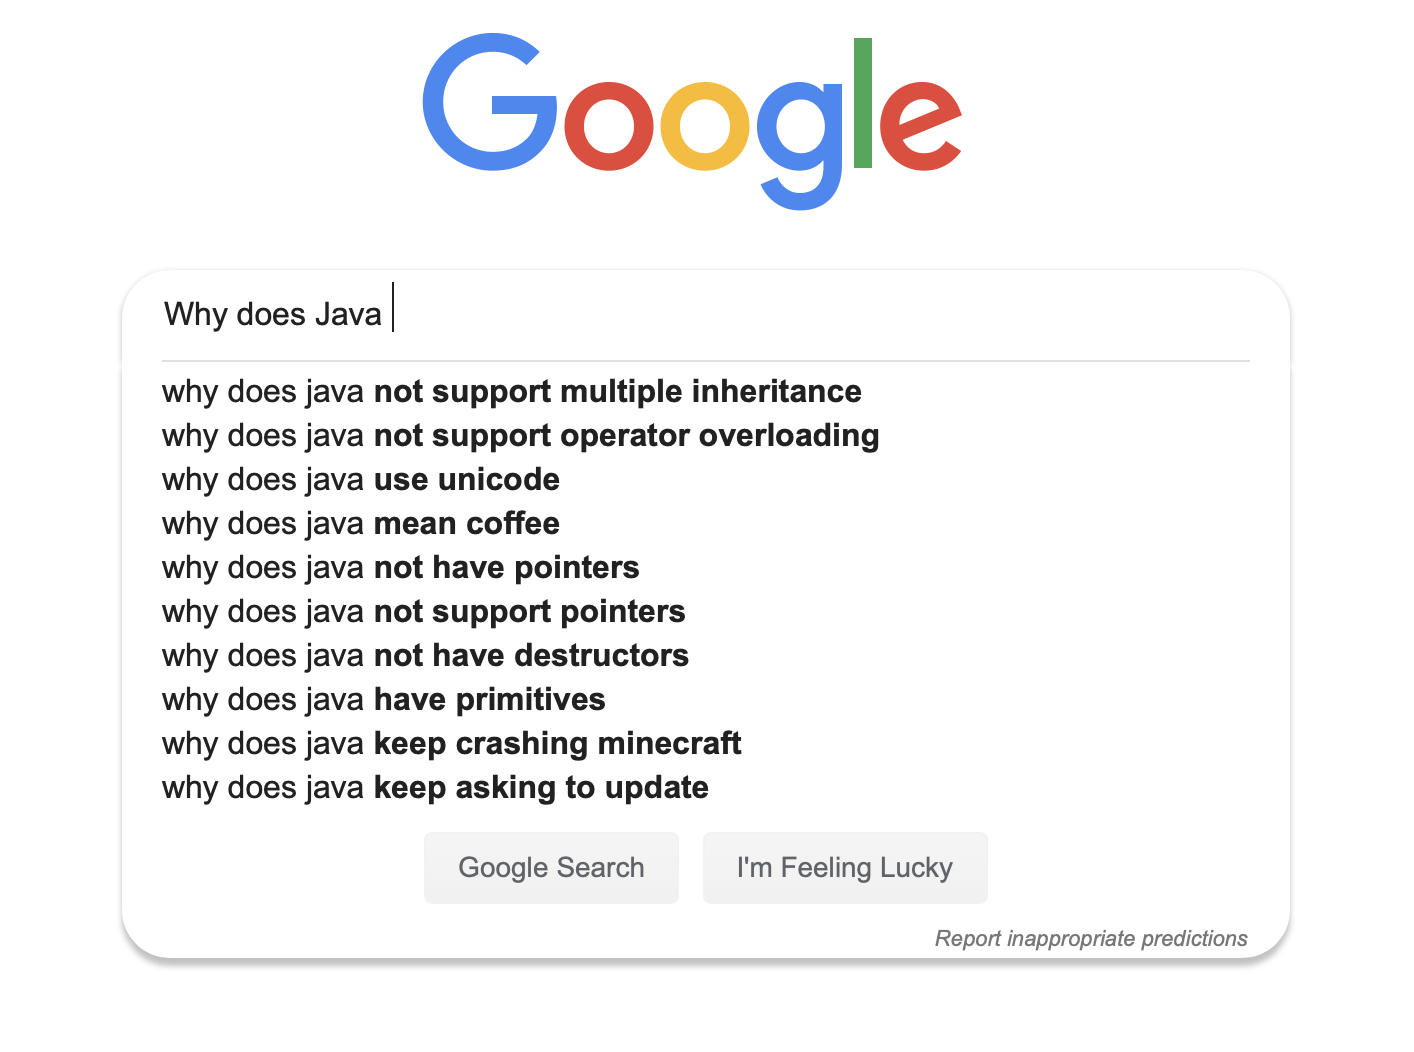 Google
Why does Java
why does java not support multiple inheritance
why does java not support operator overloading
why does java use unicode
why does java mean coffee
why does java not have pointers
why does java not support pointers
why does java not have destructors
why does java have primitives
why does java keep crashing minecraft
why does java keep asking to update
Google Search I'm Feeling Lucky
Report inappropriate predictions